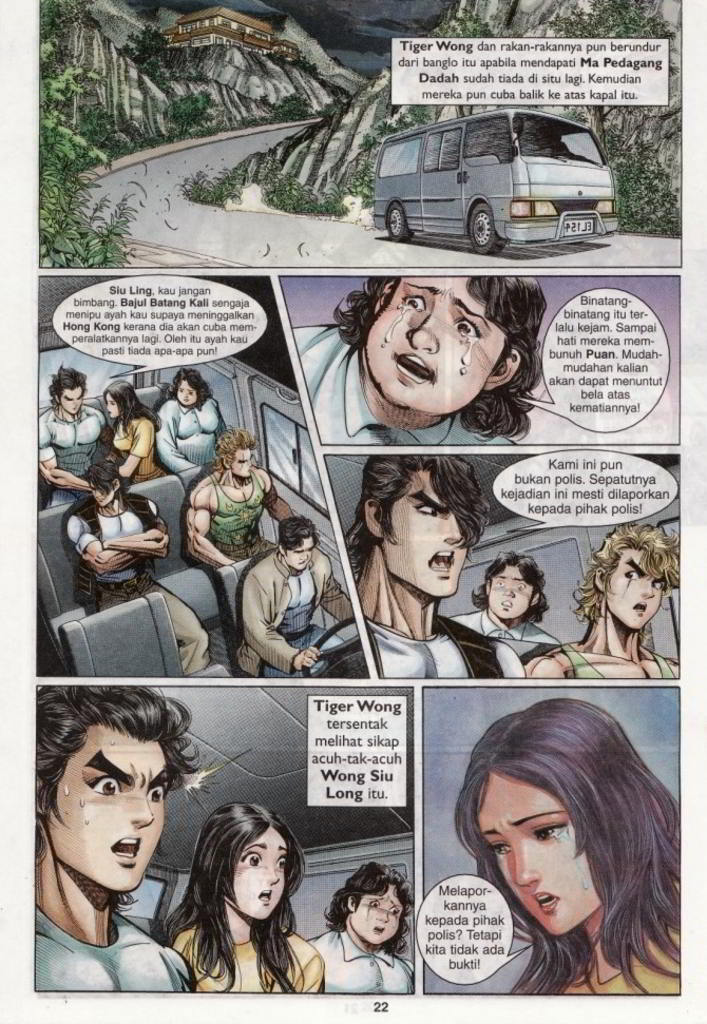 Tiger Wong dan rakan-rakannya pun berundur
dari banglo itu apabila mendapati Ma Pedagang
Dadah sudah tiada di situ lagi. Kemudian
mereka pun cuba balik ke atas kapal itu.
EL154
Siu Ling, kau jangan
bimbang. Bajul Batang Kali sengaja
menipu ayah kau supaya meninggalkan
Hong Kong kerana dia akan cuba mem-
peralatkannya lagi. Oleh itu ayah kau
pasti tiada apa-apa pun!
Binatang-
binatang itu ter-
lalu kejam. Sampai
hati mereka mem-
bunuh Puan. Mudah-
mudahan kalian
akan dapat menuntut
bela atas
kematiannya!
Kami ini pun
bukan polis. Sepatutnya
kejadian ini mesti dilaporkan
kepada pihak polis!
Tiger Wong
tersentak
melihat sikap
acuh-tak-acuh
Wong Siu
Long itu.
Melapor-
kannya
kepada pihak
polis? Tetapi
kita tidak ada
bukti!
22